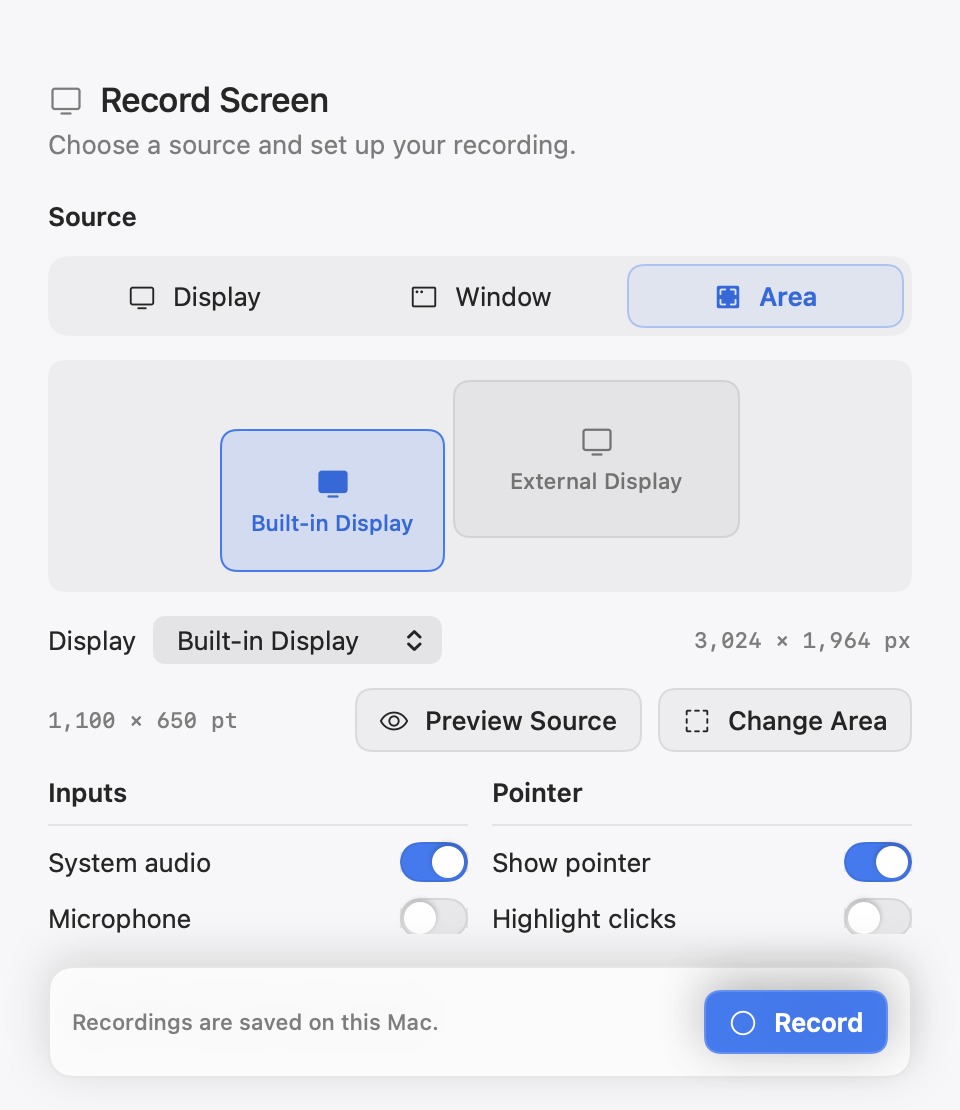 Record Screen
Choose a source and set up your recording.
Source
Display
Window
Area
External Display
Built-in Display
Display
Built-in Display
3,024 × 1,964 px
1,100 × 650 pt
Preview Source
Change Area
Inputs
Pointer
System audio
Show pointer
Microphone
Highlight clicks
Recordings are saved on this Mac.
Record